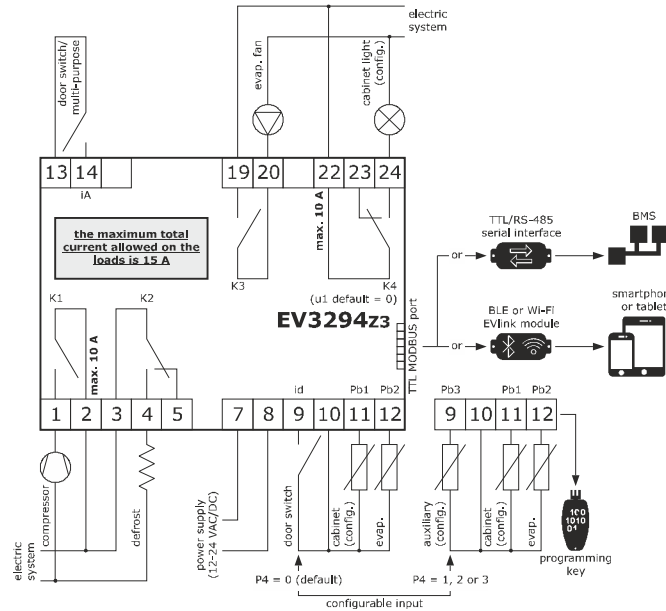 electric
system
door switch/
multi-purpose
evap. fan
cabinet light
(config.)
13
14
19
20
22
23
24
iA
max. 10 A
the maximum total
current allowed on the
loads is 15 A
K3
K4
(u1 default = 0)
EV3294Z3
K1
K2
max. 10 A
TTL MODBUS port
or
TTL/RS-485
serial interface
BMS
or
BLE or Wi-Fi
EVlink module
smartphone
or tablet
id
Pb1
Pb2
1
2
3
4
5
7
8
9
10
11
12
Pb3
Pb1
Pb2
9
10
11
12
compressor
defrost
power supply
(12-24 VAC/DC)
door switch
cabinet
(config.)
evap.
auxiliary
(config.)
cabinet
(config.)
evap.
100
1010
01
programming
key
electric
system
P4 = 0 (default)
P4 = 1, 2 or 3
configurable input